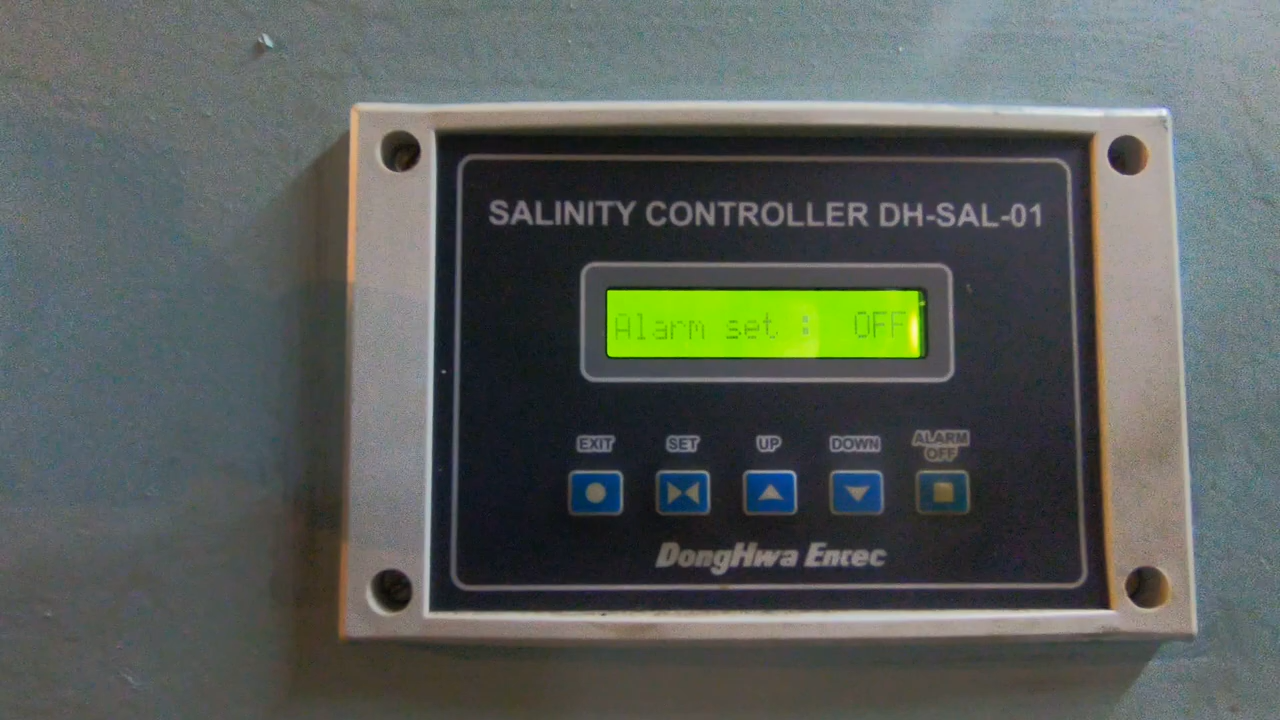 SALINITY CONTROLLER DH-SAL-01
Alarm set : OFF
EXIT SET UP DOWN ALARM OFF
DongHwa Entec